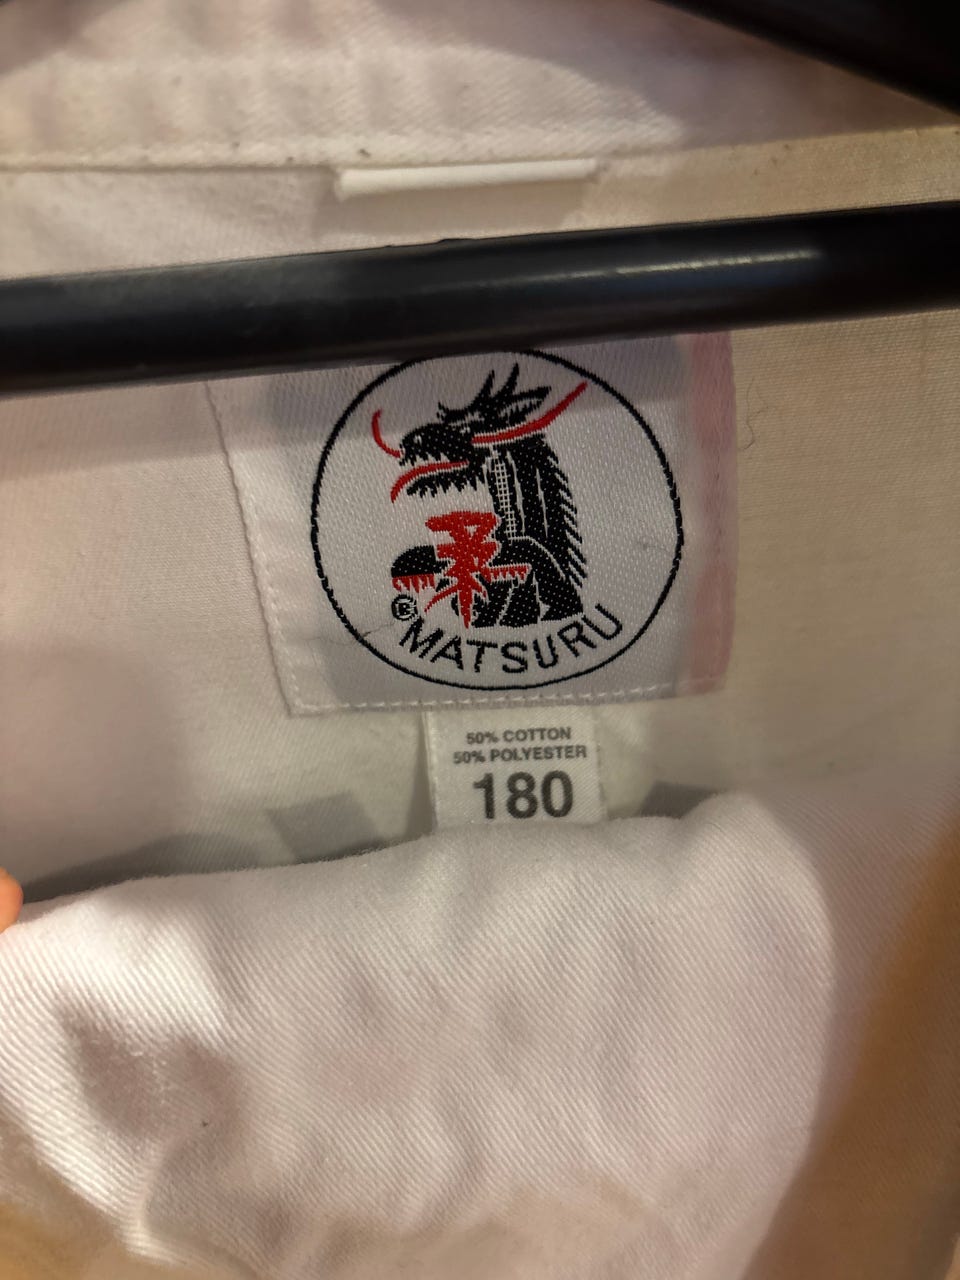 柔
© MATSURU
50% COTTON
50% POLYESTER
180